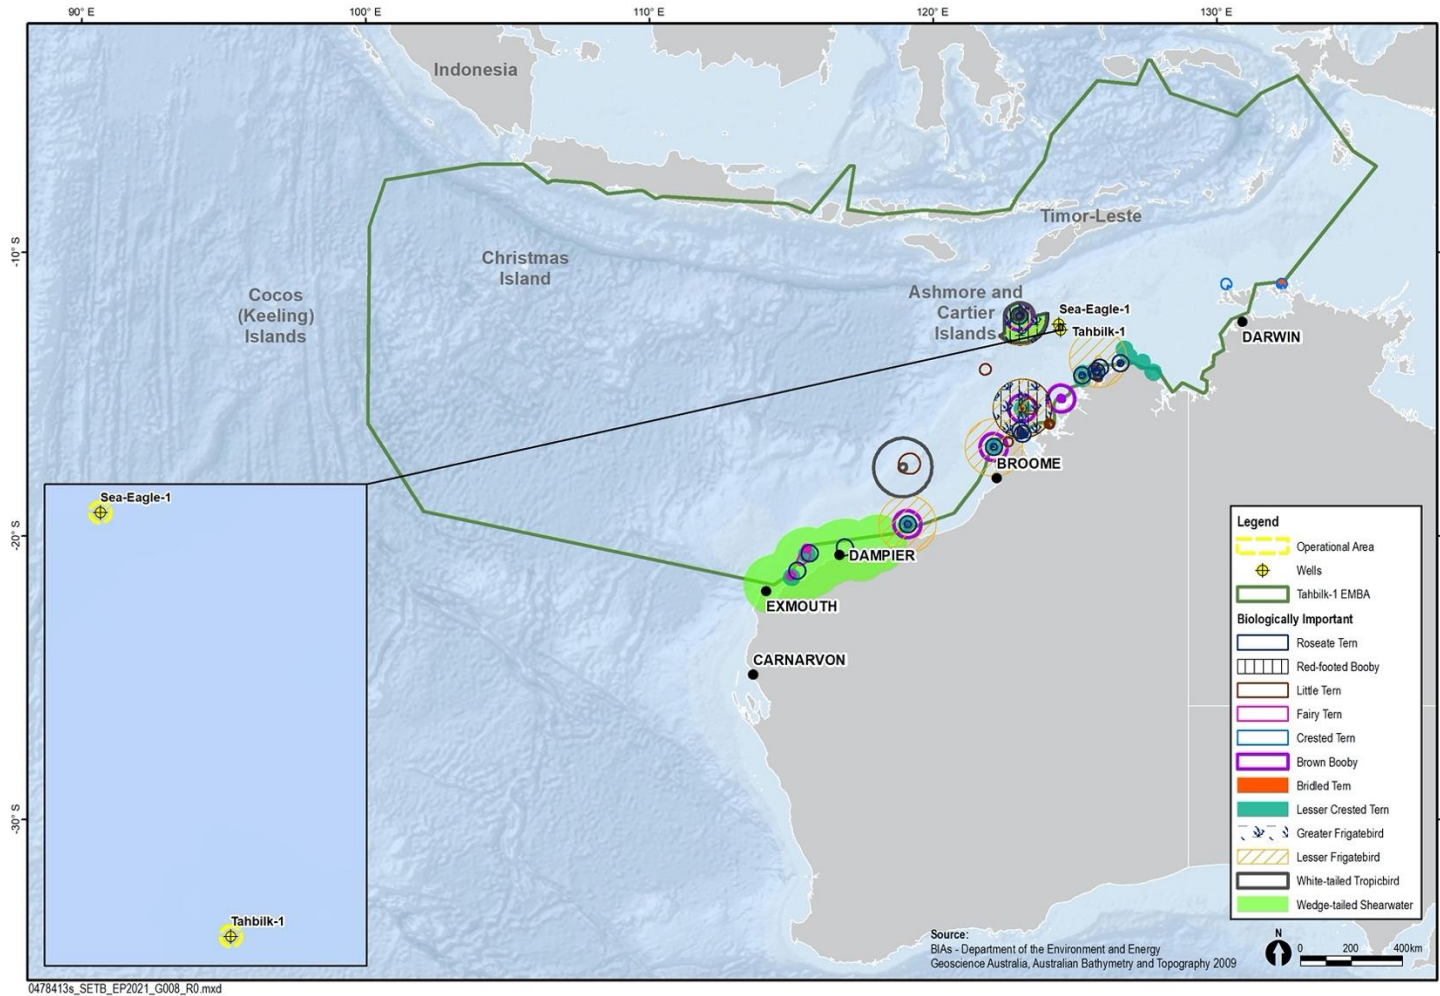 90° E
100° E
110° E
120° E
130° E
Indonesia
Timor-Leste
-10° S
Christmas
Island
Cocos
(Keeling)
Islands
Ashmore and
Cartier
Islands
Sea-Eagle-1
Tahbilk-1
DARWIN
BROOME
Sea-Eagle-1
-20° S
DAMPIER
EXMOUTH
CARNARVON
-30° S
Tahbilk-1
Legend
Operational Area
Wells
Tahbilk-1 EMBA
Biologically Important
Roseate Tern
Red-footed Booby
Little Tern
Fairy Tern
Crested Tern
Brown Booby
Bridled Tern
Lesser Crested Tern
Greater Frigatebird
Lesser Frigatebird
White-tailed Tropicbird
Wedge-tailed Shearwater
Source:
BIAs - Department of the Environment and Energy
Geoscience Australia, Australian Bathymetry and Topography 2009
N
0 200 400km
0478413s_SETB_EP2021_G008_R0.mxd